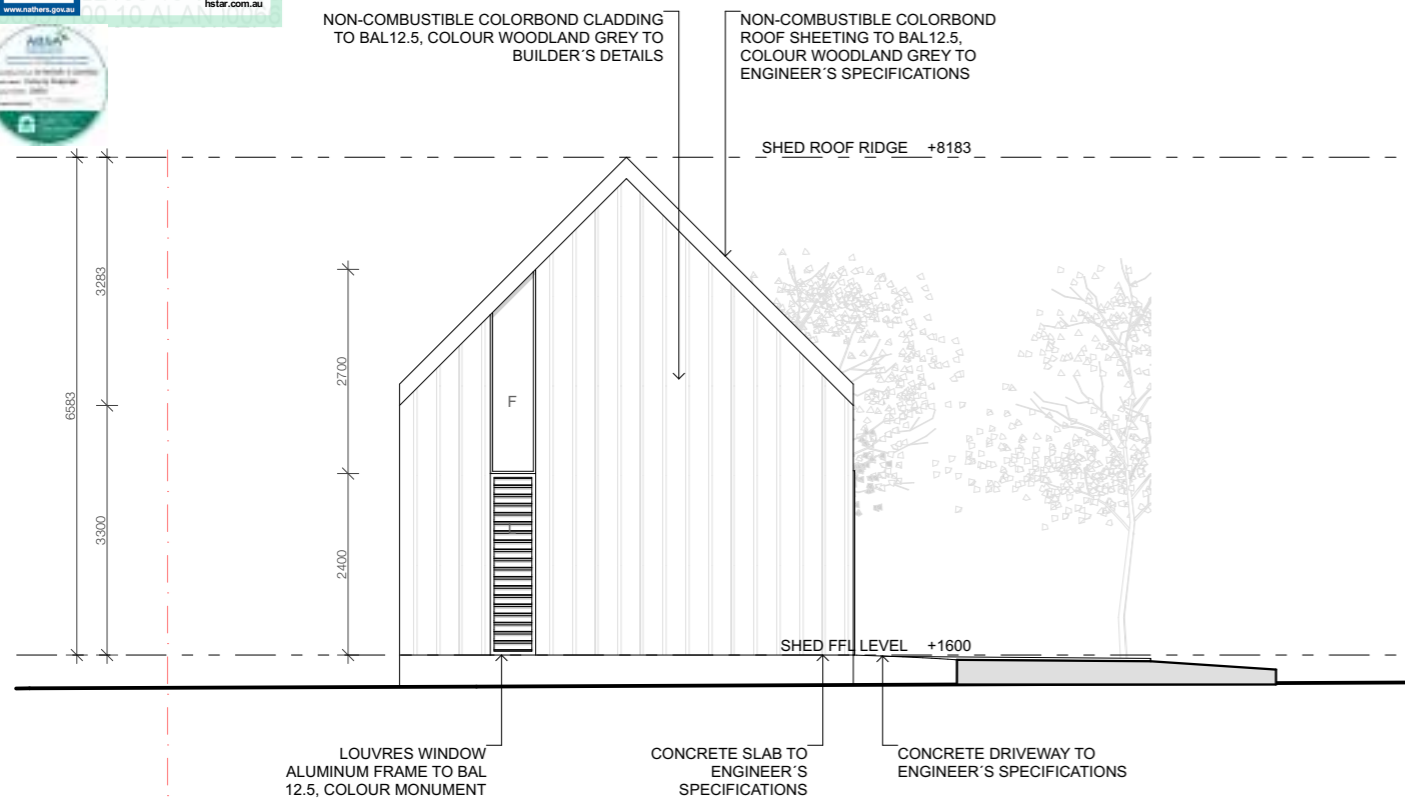 www.nathers.gov.au
hstar.com.au
NON-COMBUSTIBLE COLORBOND CLADDING
TO BAL12.5, COLOUR WOODLAND GREY TO
BUILDER´S DETAILS
NON-COMBUSTIBLE COLORBOND
ROOF SHEETING TO BAL12.5,
COLOUR WOODLAND GREY TO
ENGINEER´S SPECIFICATIONS
SHED ROOF RIDGE +8183
3283
2700
6583
F
3300
2400
L
SHED FFL LEVEL +1600
LOUVRES WINDOW
ALUMINUM FRAME TO BAL
12.5, COLOUR MONUMENT
CONCRETE SLAB TO
ENGINEER´S
SPECIFICATIONS
CONCRETE DRIVEWAY TO
ENGINEER´S SPECIFICATIONS